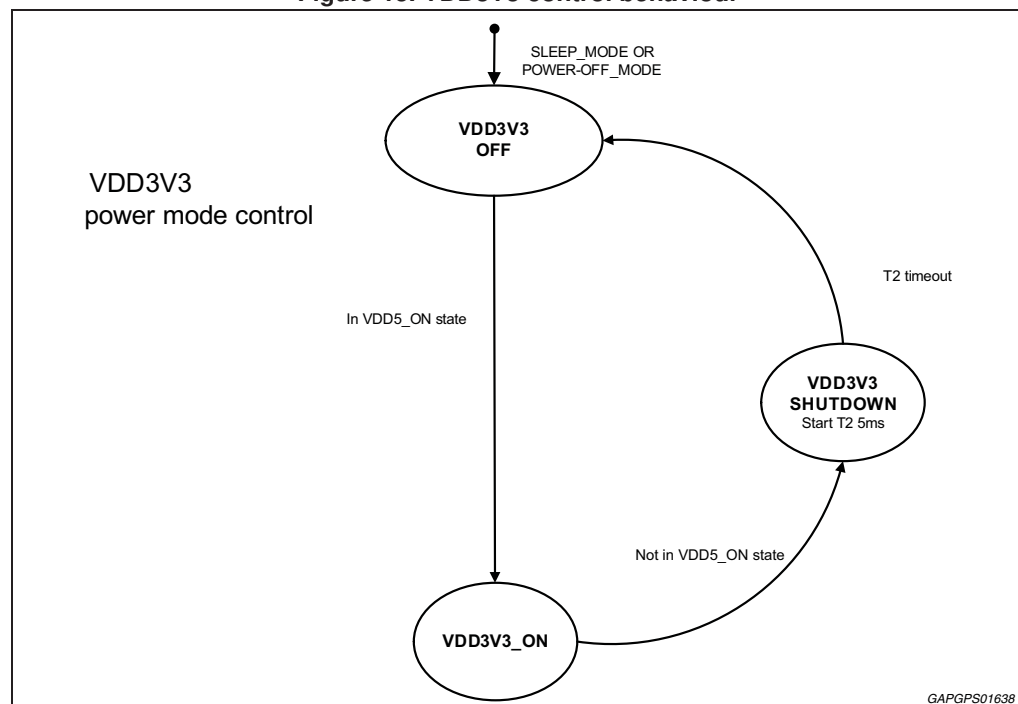 SLEEP_MODE OR
POWER-OFF_MODE
VDD3V3
OFF
VDD3V3
power mode control
T2 timeout
In VDD5_ON state
VDD3V3
SHUTDOWN
Start T2 5ms
Not in VDD5_ON state
VDD3V3_ON
GAPGPS01638